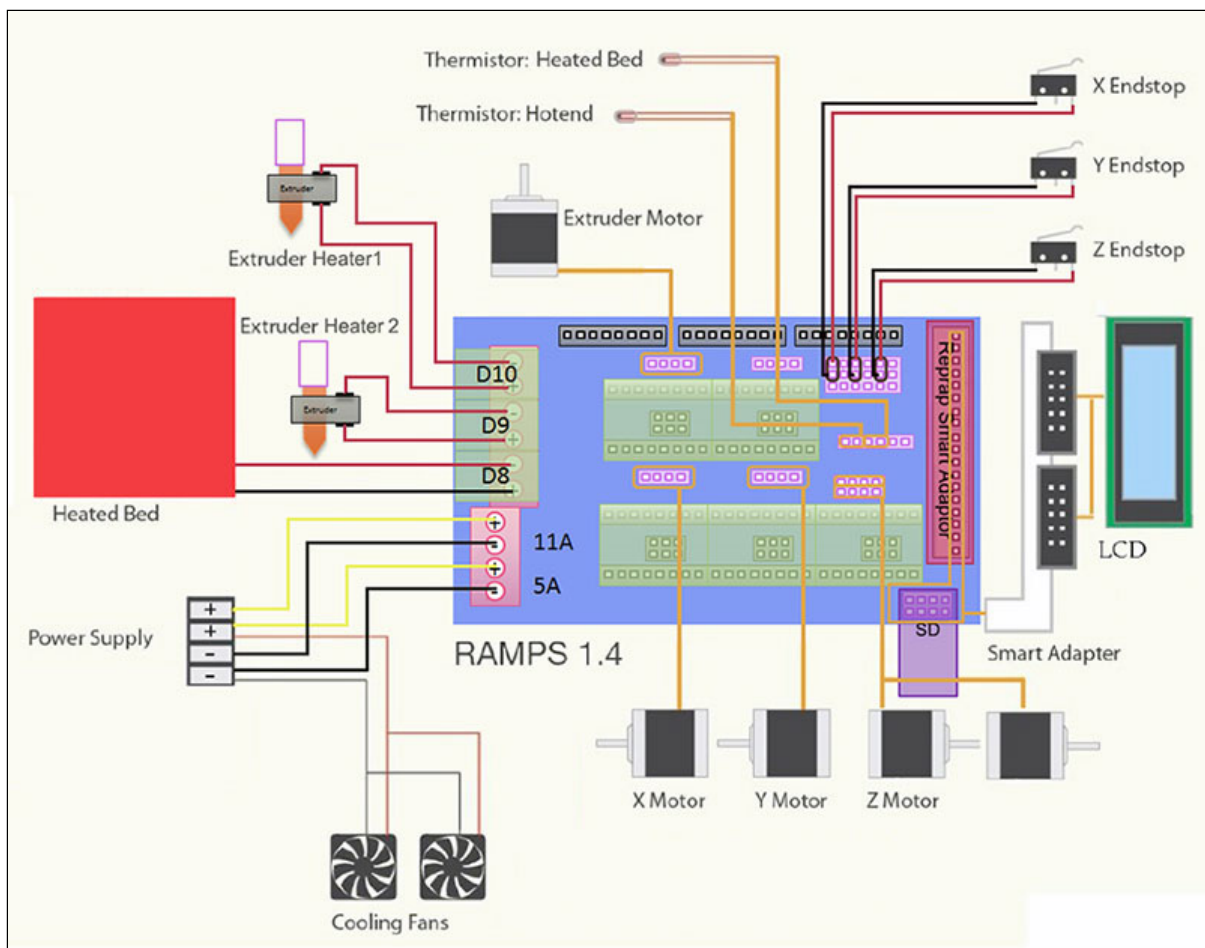 Thermistor: Heated Bed
Thermistor: Hotend
X Endstop
Y Endstop
Z Endstop
Extruder
Extruder Motor
Extruder Heater1
Extruder Heater 2
Extruder
Heated Bed
D10
D9
D8
11A
5A
+
-
+
-
Reprap Smart Adaptor
LCD
Power Supply
+
+
-
-
RAMPS 1.4
SD
Smart Adapter
X Motor
Y Motor
Z Motor
Cooling Fans